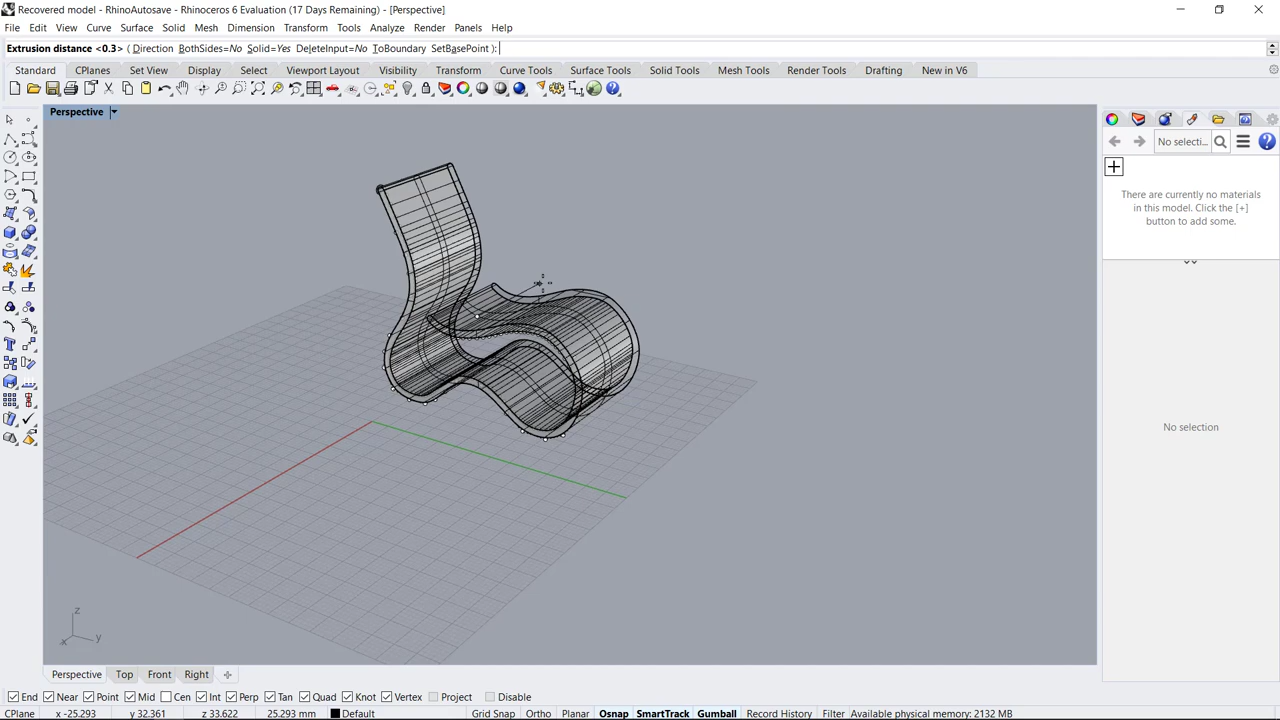 Recovered model - RhinoAutosave - Rhinoceros 6 Evaluation (17 Days Remaining) - [Perspective]
File Edit View Curve Surface Solid Mesh Dimension Transform Tools Analyze Render Panels Help
Extrusion distance <0.3> ( Direction BothSides=No Solid=Yes DeleteInput=No ToBoundary SetBasePoint ):
Standard CPlanes Set View Display Select Viewport Layout Visibility Transform Curve Tools Surface Tools Solid Tools Mesh Tools Render Tools Drafting New in V6
Perspective
No selecti...
There are currently no materials
in this model. Click the [+]
button to add some.
No selection
z
x y
Perspective Top Front Right
End Near Point Mid Cen Int Perp Tan Quad Knot Vertex Project Disable
CPlane x -25.293 y 32.361 z 33.622 25.293 mm Default Grid Snap Ortho Planar Osnap SmartTrack Gumball Record History Filter Available physical memory: 2132 MB